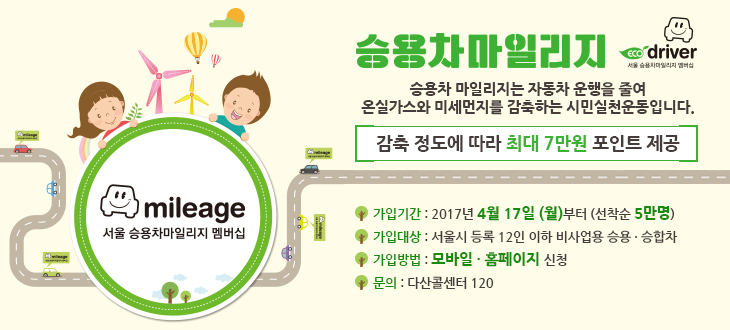 승용차마일리지
eco driver
서울 승용차마일리지 멤버십
승용차 마일리지는 자동차 운행을 줄여
온실가스와 미세먼지를 감축하는 시민실천운동입니다.
감축 정도에 따라 최대 7만원 포인트 제공
mileage
서울 승용차마일리지 멤버십
가입기간 : 2017년 4월 17일 (월)부터 (선착순 5만명)
가입대상 : 서울시 등록 12인 이하 비사업용 승용 · 승합차
가입방법 : 모바일 · 홈페이지 신청
문의 : 다산콜센터 120
mileage
mileage
mileage
mileage